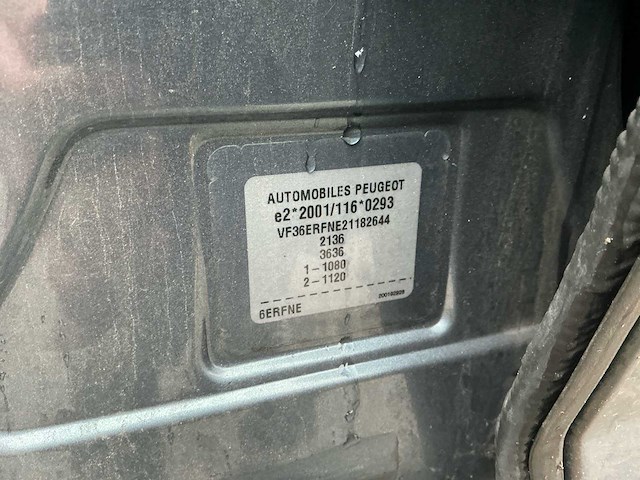 AUTOMOBILES PEUGEOT
e2*2001/116*0293
VF36ERFNE21182644
2136
3636
1-1080
2-1120
6ERFNE